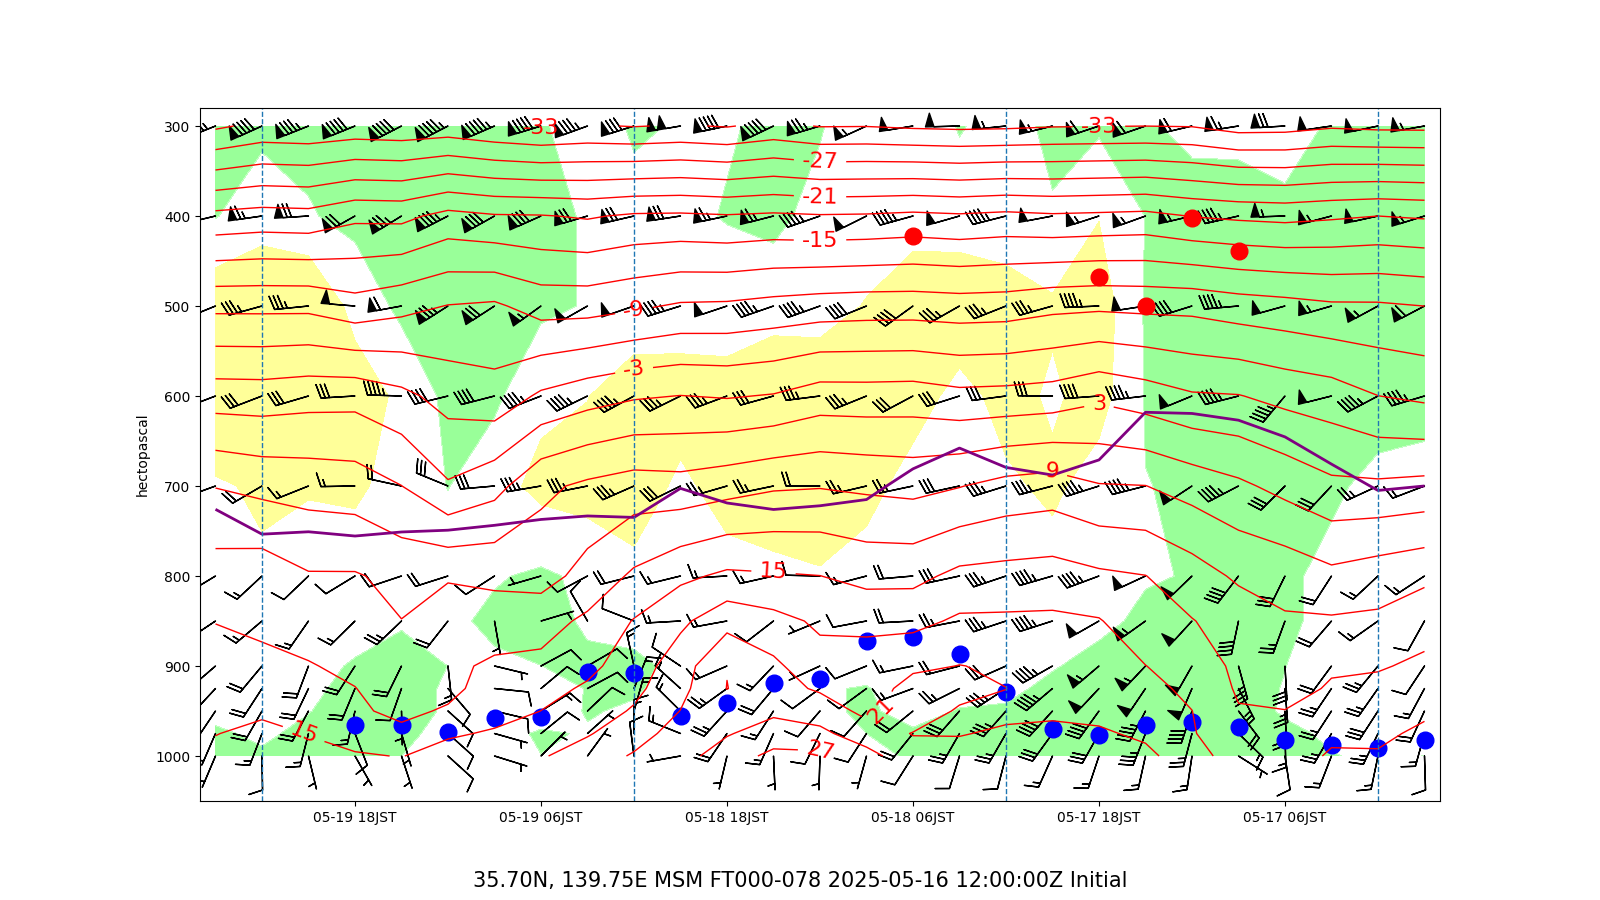 300
400
500
600
700
800
900
1000
hectopascal
-33
-33
-27
-21
-15
-9
-3
3
9
15
15
21
27
05-19 18JST
05-19 06JST
05-18 18JST
05-18 06JST
05-17 18JST
05-17 06JST
35.70N, 139.75E MSM FT000-078 2025-05-16 12:00:00Z Initial